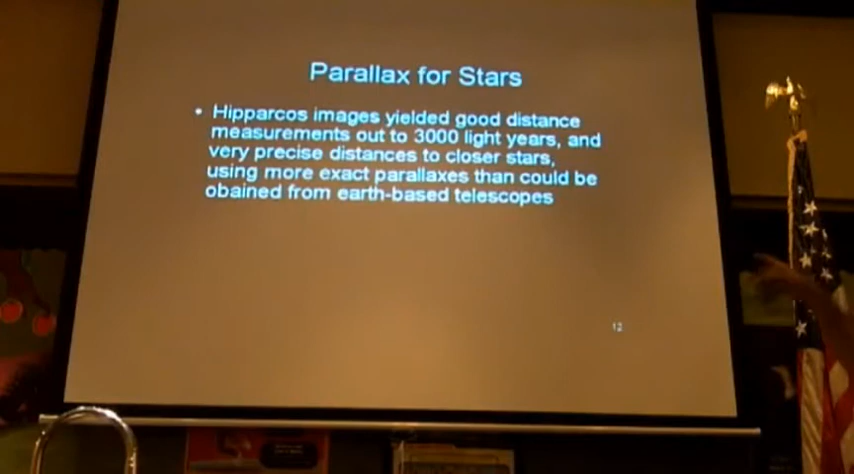 Parallax for Stars
• Hipparcos images yielded good distance
measurements out to 3000 light years, and
very precise distances to closer stars,
using more exact parallaxes than could be
obained from earth-based telescopes
12